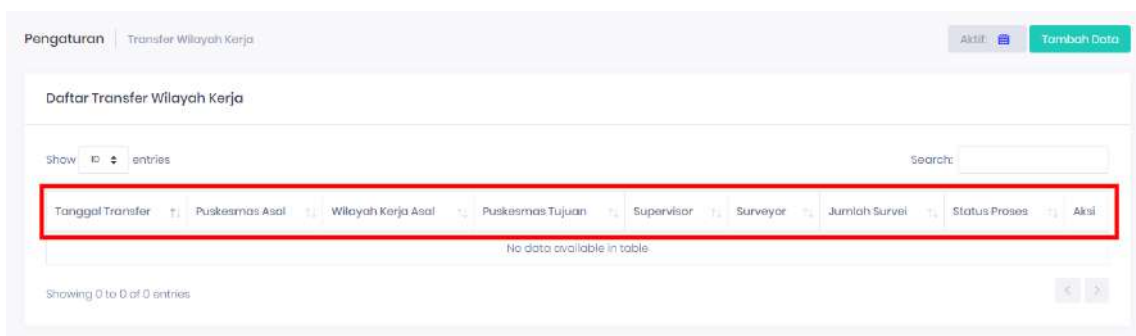 Pengaturan Transfer Wilayah Kerja Aktif: Tambah Data
Daftar Transfer Wilayah Kerja
Show 10 entries Search:
Tanggal Transfer Puskesmas Asal Wilayah Kerja Asal Puskesmas Tujuan Supervisor Surveyor Jumlah Survei Status Proses Aksi
No data available in table
Showing 0 to 0 of 0 entries